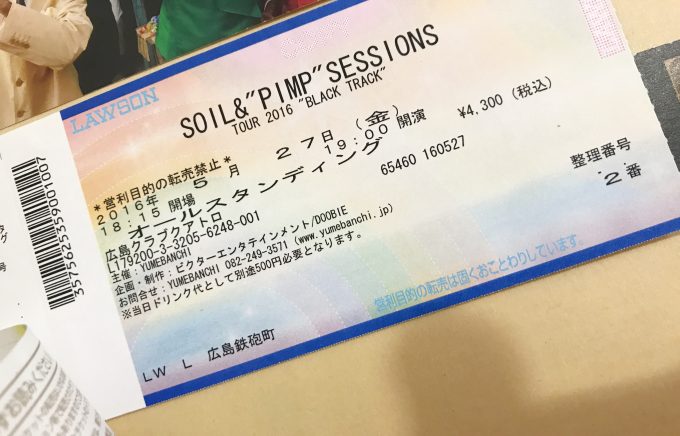 LAWSON
SOIL&"PIMP"SESSIONS
TOUR 2016 "BLACK TRACK"
*営利目的の転売禁止*
2016年 5月 27日 (金)
18:15 開場 19:00 開演 ¥4,300 (税込)
オールスタンディング
65460 160527
広島クラブクアトロ
L179200-3-3205-6248-001
主催：YUMEBANCHI
企画・制作：ビクターエンタテインメント/DOOBIE
お問合せ：YUMEBANCHI 082-249-3571 (www.yumebanchi.jp)
※当日ドリンク代として別途500円必要となります。
整理番号
2番
営利目的の転売は固くおことわりしています
LW L 広島鉄砲町
3575625359001007